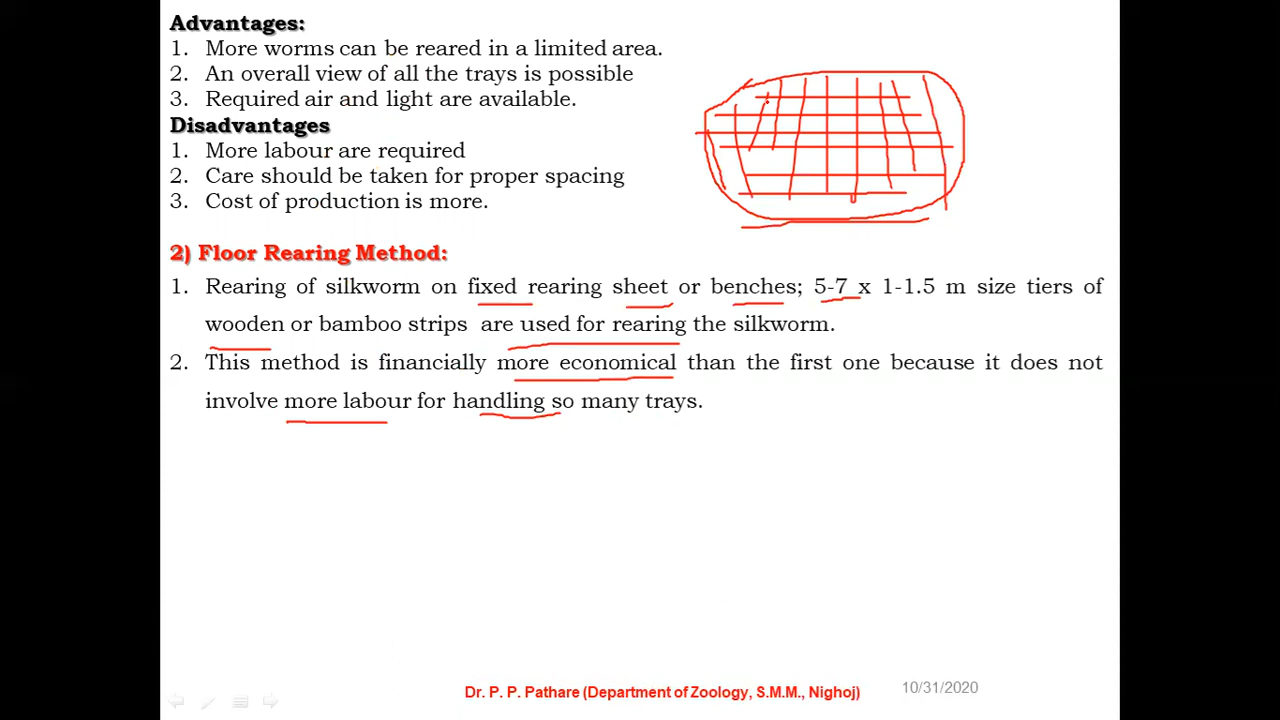 Advantages:
1. More worms can be reared in a limited area.
2. An overall view of all the trays is possible
3. Required air and light are available.
Disadvantages
1. More labour are required
2. Care should be taken for proper spacing
3. Cost of production is more.
2) Floor Rearing Method:
1. Rearing of silkworm on fixed rearing sheet or benches; 5-7 x 1-1.5 m size tiers of
wooden or bamboo strips are used for rearing the silkworm.
2. This method is financially more economical than the first one because it does not
involve more labour for handling so many trays.
Dr. P. P. Pathare (Department of Zoology, S.M.M., Nighoj)
10/31/2020